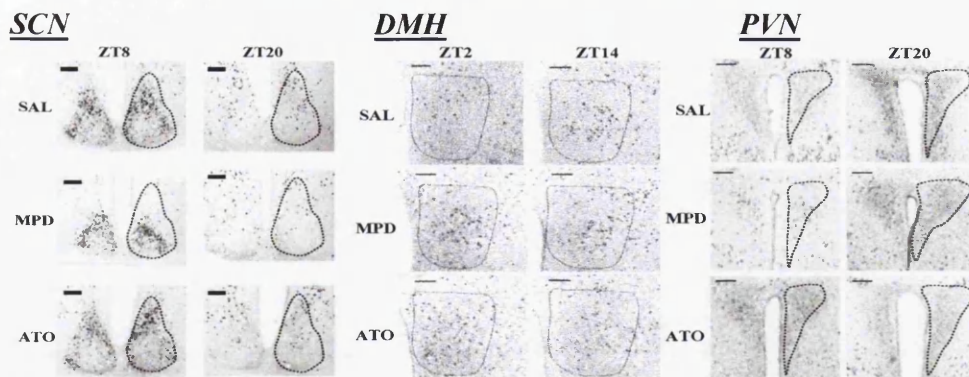 SCN DMH PVN
ZT8 ZT20 ZT2 ZT14 ZT8 ZT20
SAL SAL SAL
MPD MPD MPD
ATO ATO ATO